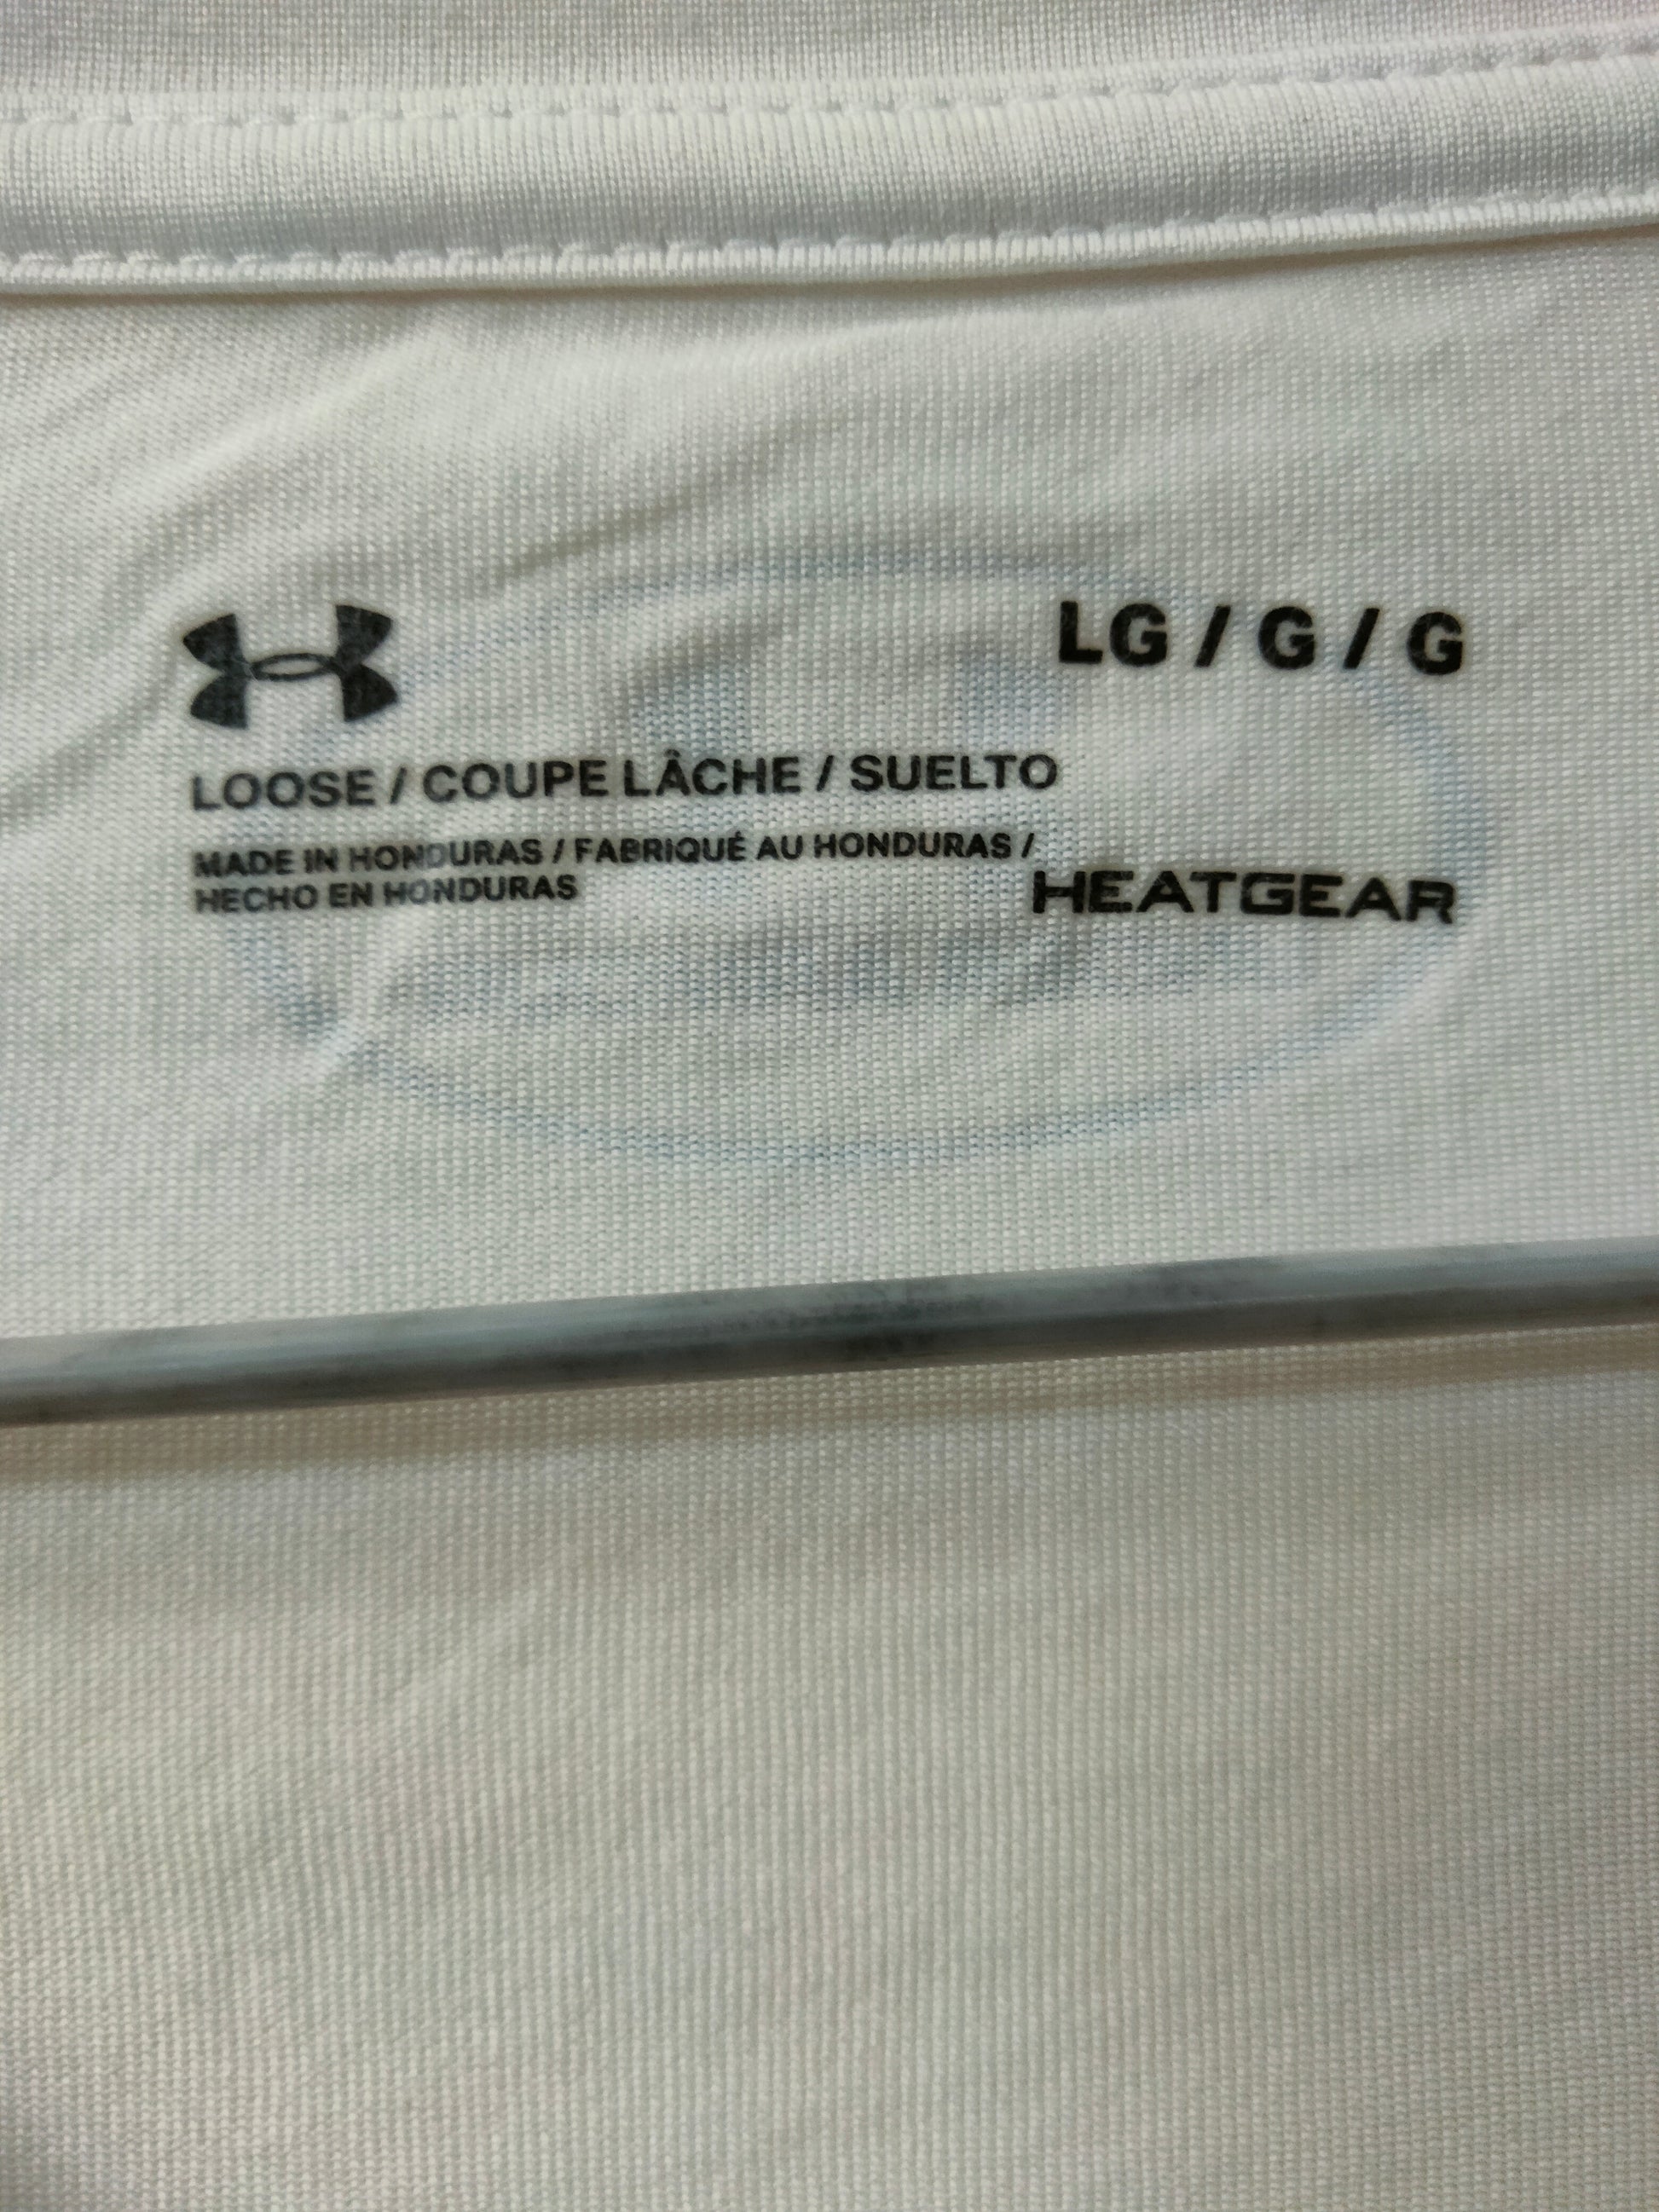 LG / G / G
LOOSE / COUPE LÂCHE / SUELTO
MADE IN HONDURAS / FABRIQUÉ AU HONDURAS /
HECHO EN HONDURAS
HEATGEAR